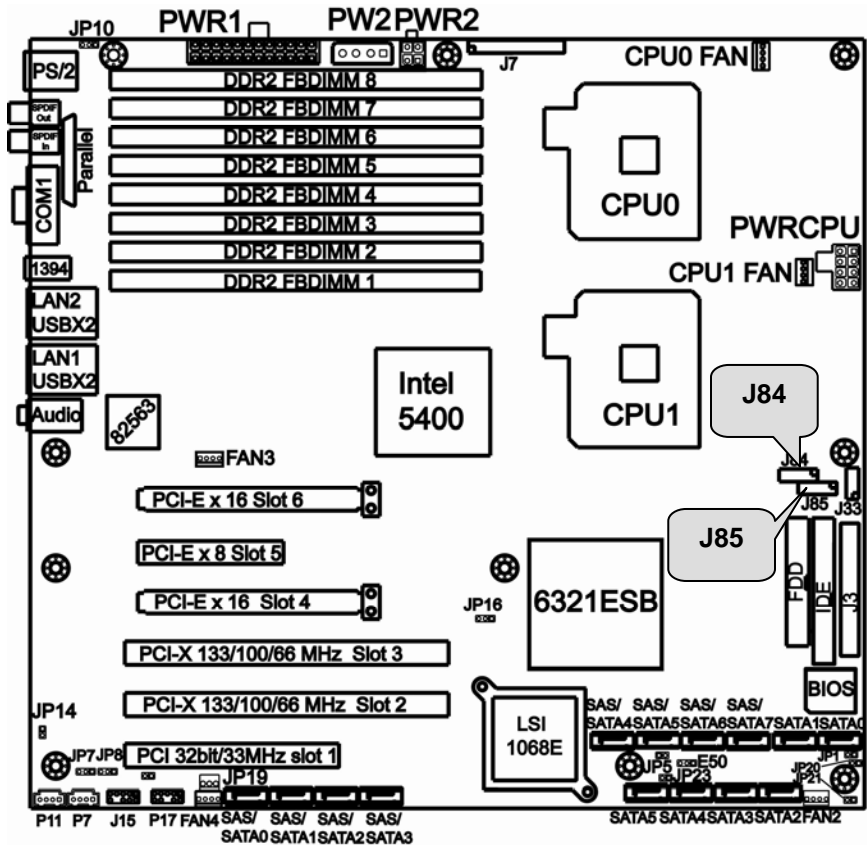 JP10
PWR1
PW2 PWR2
J7
CPU0 FAN
PS/2
DDR2 FBDIMM 8
DDR2 FBDIMM 7
DDR2 FBDIMM 6
DDR2 FBDIMM 5
DDR2 FBDIMM 4
DDR2 FBDIMM 3
DDR2 FBDIMM 2
DDR2 FBDIMM 1
SPDIF
Out
SPDIF
In
Parallel
COM1
1394
LAN2
USBX2
LAN1
USBX2
Audio
CPU0
PWRCPU
CPU1 FAN
82563
Intel
5400
CPU1
J84
J84
J85
J85
J33
FAN3
PCI-E x 16 Slot 6
PCI-E x 8 Slot 5
PCI-E x 16 Slot 4
JP16
6321ESB
FDD
IDE
J3
PCI-X 133/100/66 MHz Slot 3
PCI-X 133/100/66 MHz Slot 2
PCI 32bit/33MHz slot 1
BIOS
LSI
1068E
SAS/
SATA4
SAS/
SATA5
SAS/
SATA6
SAS/
SATA7
SATA1
SATA0
JP14
JP7
JP8
JP19
JP5
E50
JP23
JP1
JP20
JP21
P11
P7
J15
P17
FAN4
SAS/
SATA0
SAS/
SATA1
SAS/
SATA2
SAS/
SATA3
SATA5
SATA4
SATA3
SATA2
FAN2